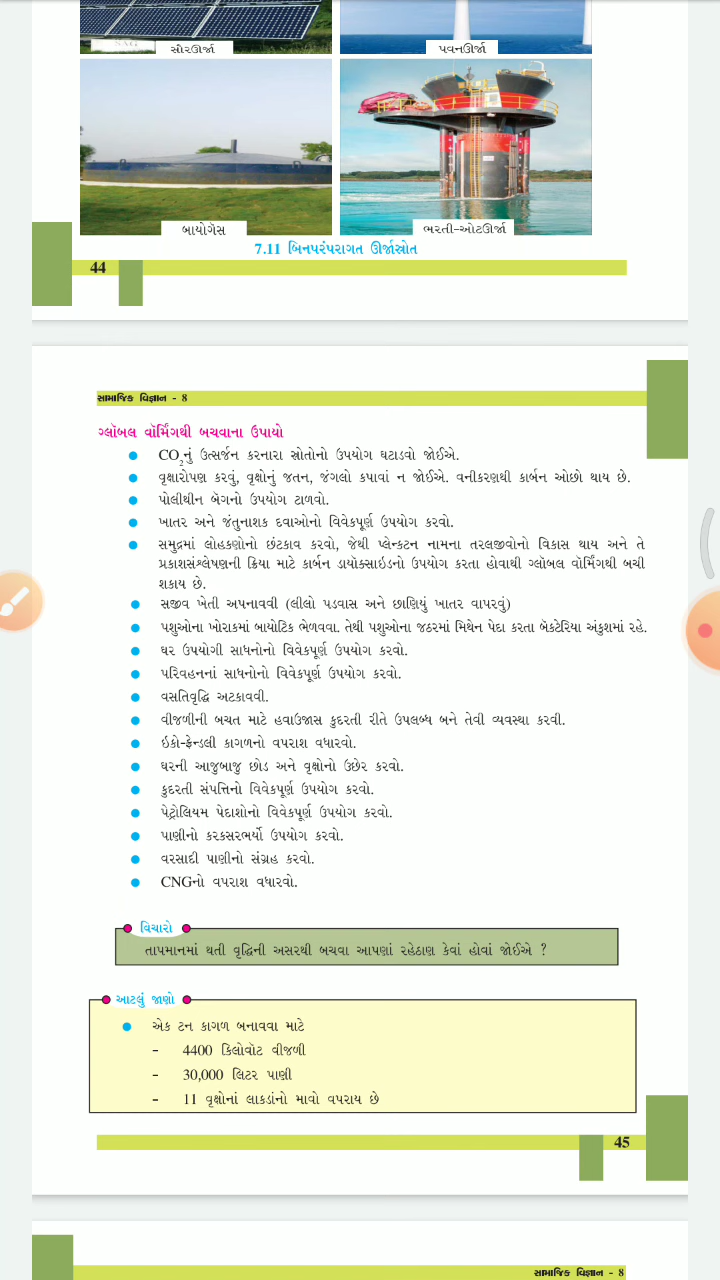 સૌરઊર્જા
પવનઊર્જા
બાયોગૅસ
ભરતી-ઓટઊર્જા
7.11 બિનપરંપરાગત ઊર્જાસ્રોત
44
સામાજિક વિજ્ઞાન - 8
ગ્લૉબલ વૉર્મિંગથી બચવાના ઉપાયો
● CO₂નું ઉત્સર્જન કરનારા સ્રોતોનો ઉપયોગ ઘટાડવો જોઈએ.
● વૃક્ષારોપણ કરવું, વૃક્ષોનું જતન, જંગલો કપાવાં ન જોઈએ. વનીકરણથી કાર્બન ઓછો થાય છે.
● પોલીથીન બૅગનો ઉપયોગ ટાળવો.
● ખાતર અને જંતુનાશક દવાઓનો વિવેકપૂર્ણ ઉપયોગ કરવો.
● સમુદ્રમાં લોહકણોનો છંટકાવ કરવો, જેથી પ્લેન્કટન નામના તરલજીવોનો વિકાસ થાય અને તે
પ્રકાશસંશ્લેષણની ક્રિયા માટે કાર્બન ડાયૉક્સાઇડનો ઉપયોગ કરતા હોવાથી ગ્લૉબલ વૉર્મિંગથી બચી
શકાય છે.
● સજીવ ખેતી અપનાવવી (લીલો પડવાસ અને છાણિયું ખાતર વાપરવું)
● પશુઓના ખોરાકમાં બાયોટિક ભેળવવા. તેથી પશુઓના જઠરમાં મિથેન પેદા કરતા બૅકટેરિયા અંકુશમાં રહે.
● ઘર ઉપયોગી સાધનોનો વિવેકપૂર્ણ ઉપયોગ કરવો.
● પરિવહનનાં સાધનોનો વિવેકપૂર્ણ ઉપયોગ કરવો.
● વસતિવૃદ્ધિ અટકાવવી.
● વીજળીની બચત માટે હવાઉજાસ કુદરતી રીતે ઉપલબ્ધ બને તેવી વ્યવસ્થા કરવી.
● ઇકો-ફ્રેન્ડલી કાગળનો વપરાશ વધારવો.
● ઘરની આજુબાજુ છોડ અને વૃક્ષોનો ઉછેર કરવો.
● કુદરતી સંપત્તિનો વિવેકપૂર્ણ ઉપયોગ કરવો.
● પેટ્રોલિયમ પેદાશોનો વિવેકપૂર્ણ ઉપયોગ કરવો.
● પાણીનો કરકસરભર્યો ઉપયોગ કરવો.
● વરસાદી પાણીનો સંગ્રહ કરવો.
● CNGનો વપરાશ વધારવો.
વિચારો
તાપમાનમાં થતી વૃદ્ધિની અસરથી બચવા આપણાં રહેઠાણ કેવાં હોવાં જોઈએ ?
આટલું જાણો
● એક ટન કાગળ બનાવવા માટે
- 4400 કિલોવૉટ વીજળી
- 30,000 લિટર પાણી
- 11 વૃક્ષોનાં લાકડાંનો માવો વપરાય છે
45
સામાજિક વિજ્ઞાન - 8